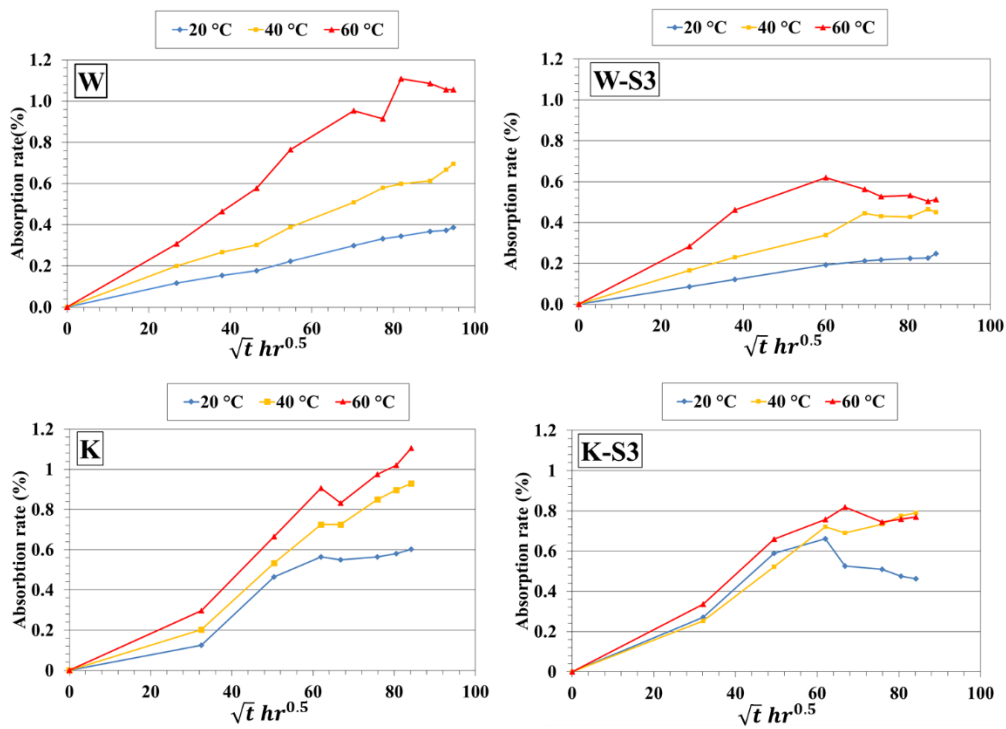 20 °C 40 °C 60 °C
W
Absorption rate(%)
1.2
1.0
0.8
0.6
0.4
0.2
0.0
0 20 40 60 80 100
√t hr^0.5
20 °C 40 °C 60 °C
W-S3
Absorption rate (%)
1.2
1.0
0.8
0.6
0.4
0.2
0.0
0 20 40 60 80 100
√t hr^0.5
20 °C 40 °C 60 °C
K
Absorbtion rate (%)
1.2
1
0.8
0.6
0.4
0.2
0
0 20 40 60 80 100
√t hr^0.5
20 °C 40 °C 60 °C
K-S3
Absorption rate (%)
1.2
1
0.8
0.6
0.4
0.2
0
0 20 40 60 80 100
√t hr^0.5